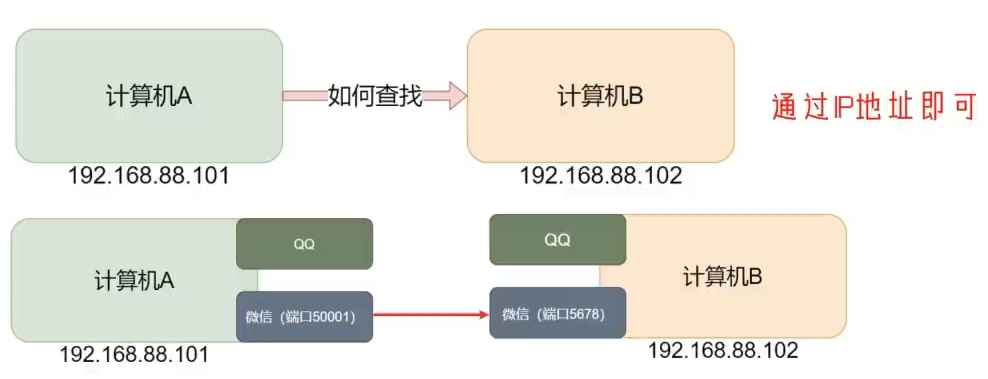 计算机A
如何查找
计算机B
通过IP地址即可
192.168.88.101
192.168.88.102
QQ
QQ
计算机A
计算机B
微信（端口50001）
微信（端口5678）
192.168.88.101
192.168.88.102